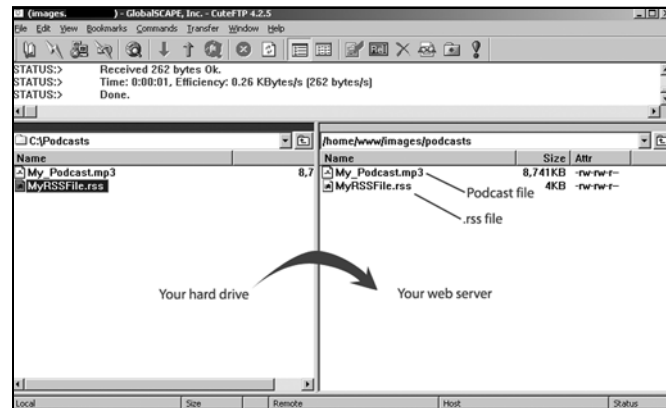 (images. ) - GlobalSCAPE, Inc. - CuteFTP 4.2.5
File Edit View Bookmarks Commands Transfer Window Help
STATUS:> Received 262 bytes Ok.
STATUS:> Time: 0:00:01, Efficiency: 0.26 KBytes/s (262 bytes/s)
STATUS:> Done.
C:\Podcasts /home/www/images/podcasts
Name Name Size Attr
My_Podcast.mp3 8,7 My_Podcast.mp3 8,741KB -rw-rw-r--
MyRSSFile.rss MyRSSFile.rss 4KB -rw-rw-r--
Podcast file
.rss file
Your hard drive Your web server
Local Size Remote Host Status